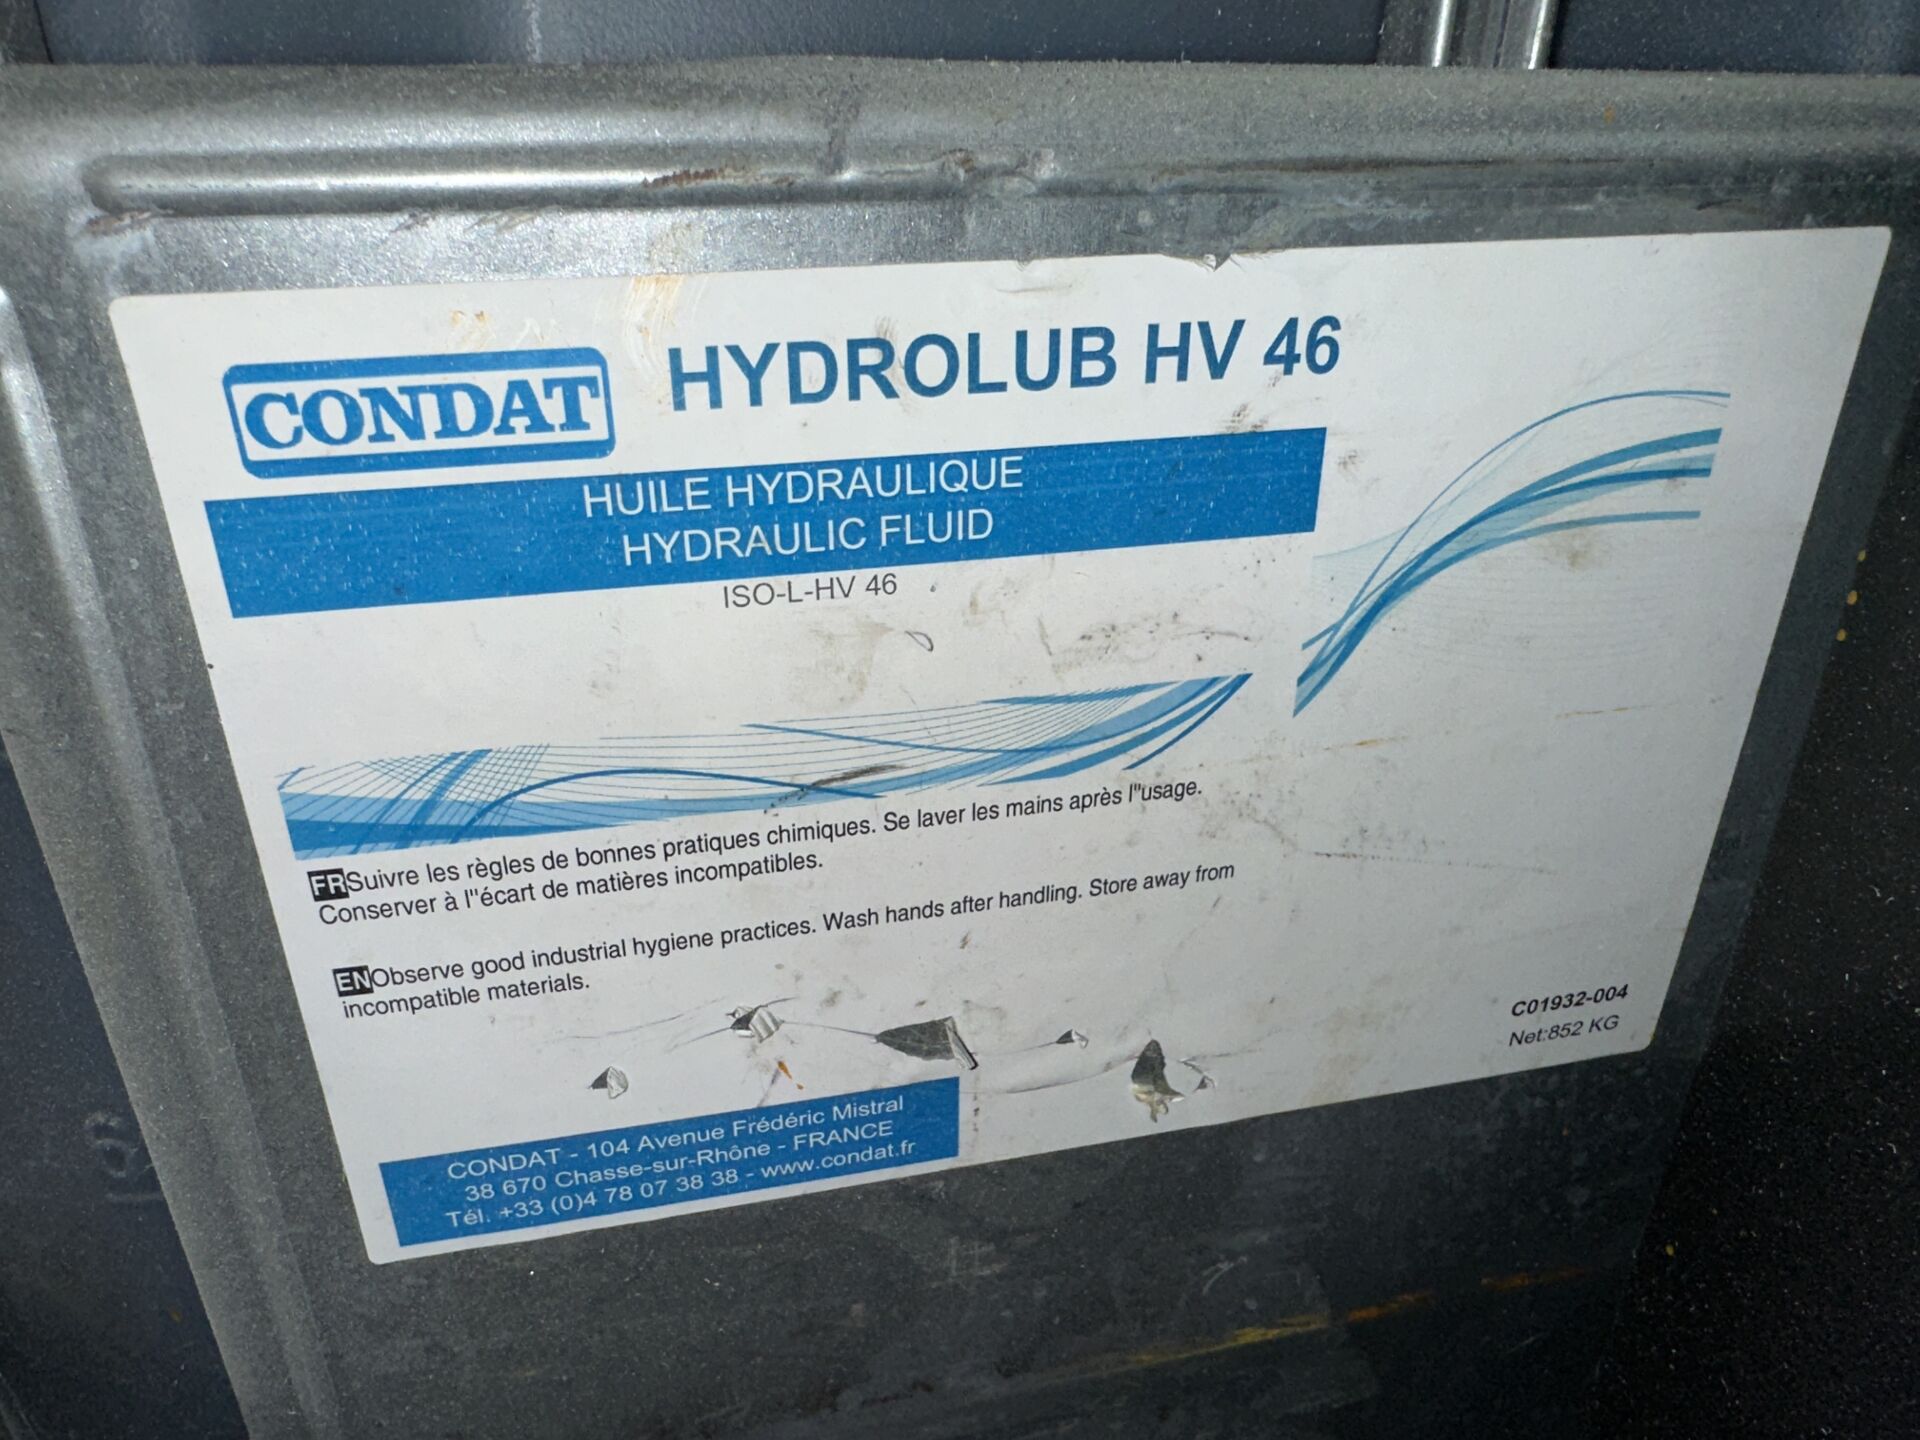 CONDAT
HYDROLUB HV 46
HUILE HYDRAULIQUE
HYDRAULIC FLUID
ISO-L-HV 46
FRSuivre les règles de bonnes pratiques chimiques. Se laver les mains après l"usage.
Conserver à l"écart de matières incompatibles.
ENObserve good industrial hygiene practices. Wash hands after handling. Store away from
incompatible materials.
C01932-004
Net:852 KG
CONDAT - 104 Avenue Frédéric Mistral
38 670 Chasse-sur-Rhône - FRANCE
Tél. +33 (0)4 78 07 38 38 - www.condat.fr